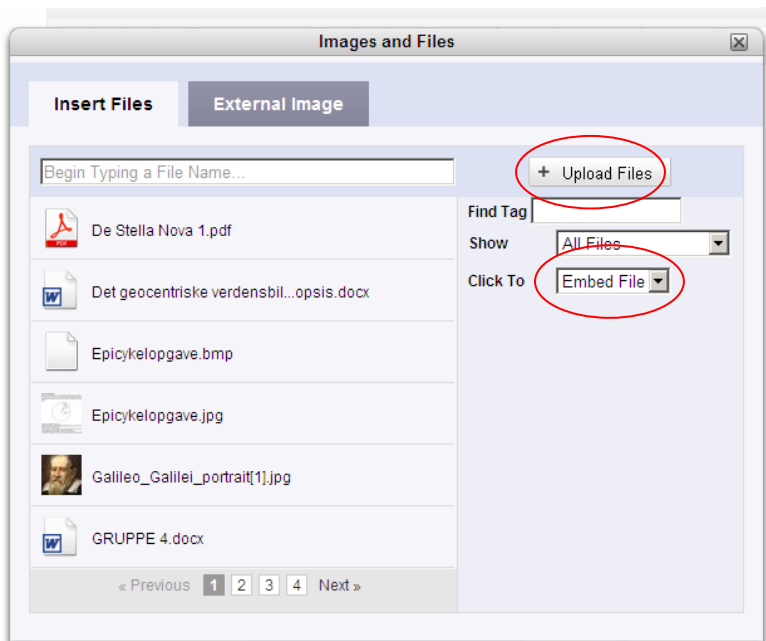 Images and Files
Insert Files
External Image
Begin Typing a File Name...
+ Upload Files
De Stella Nova 1.pdf
Det geocentriske verdensbil...opsis.docx
Epicykelopgave.bmp
Epicykelopgave.jpg
Galileo_Galilei_portrait[1].jpg
GRUPPE 4.docx
« Previous 1 2 3 4 Next »
Find Tag
Show All Files
Click To Embed File
PDF